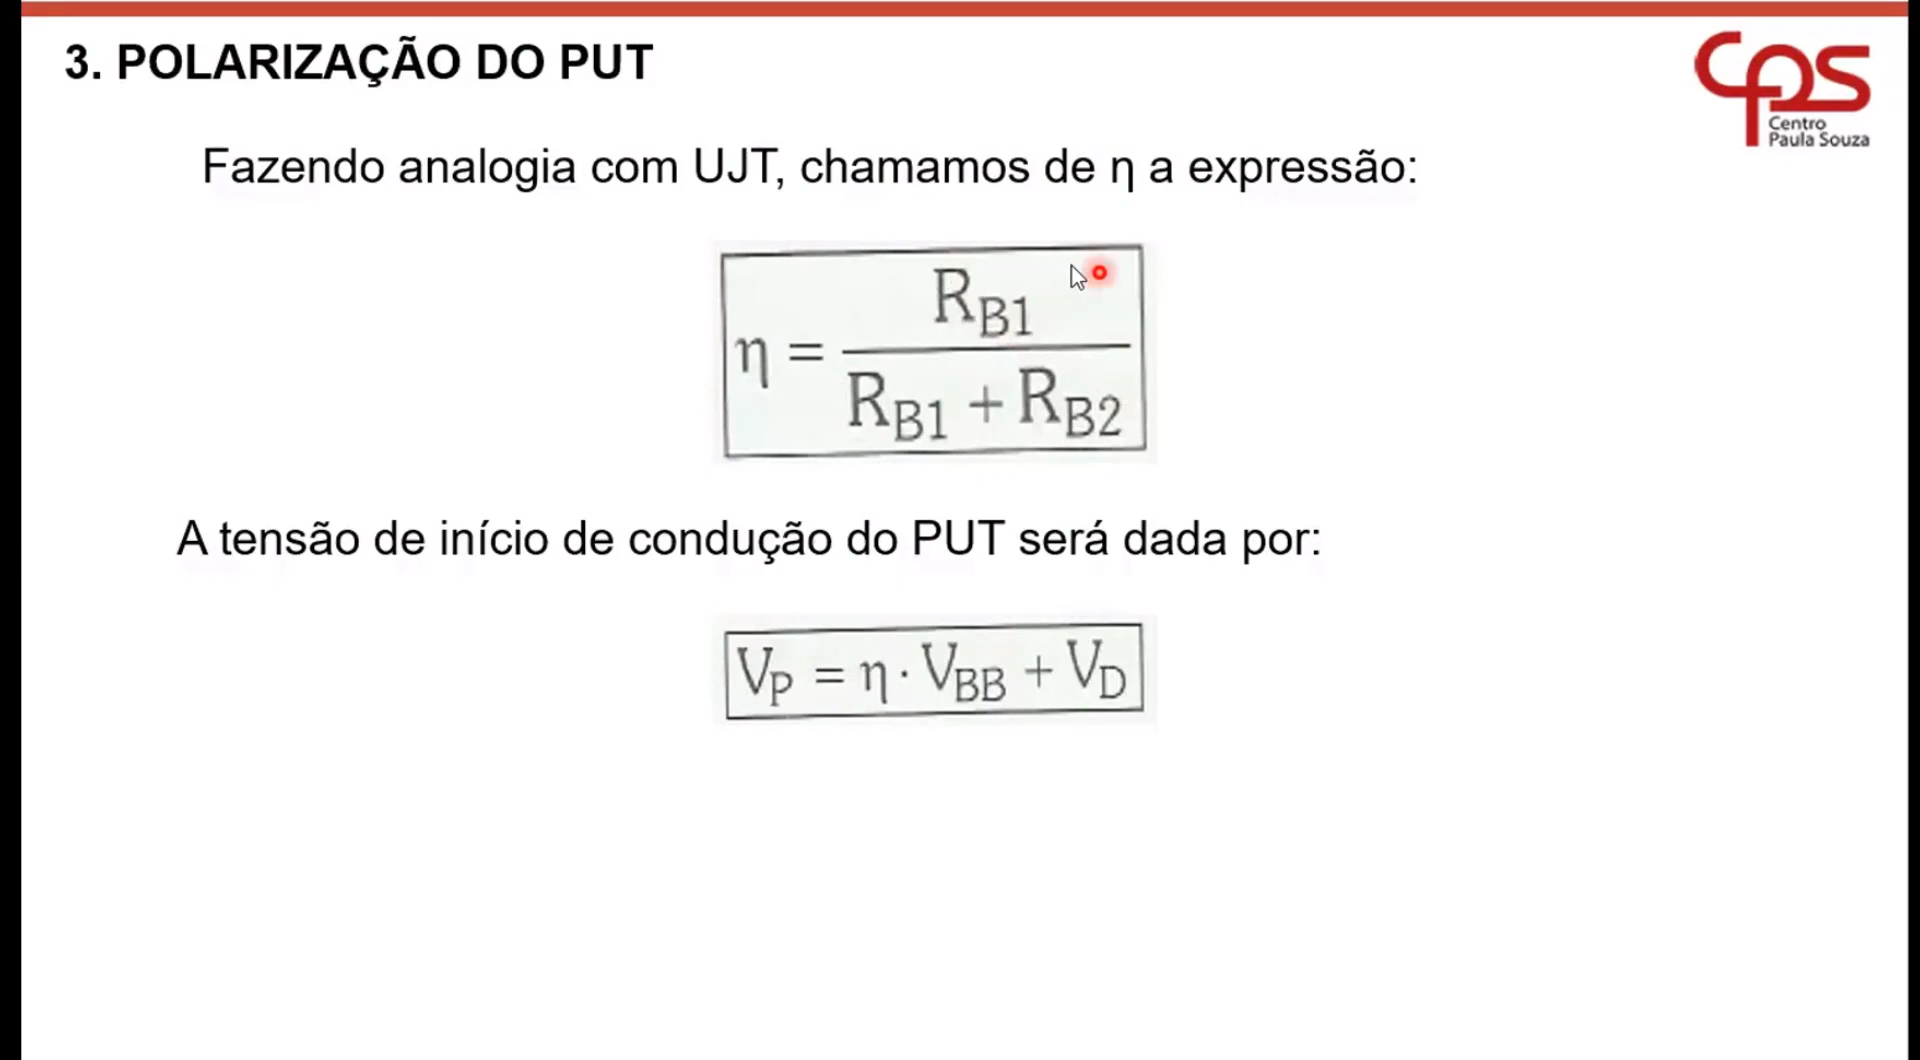 3. POLARIZAÇÃO DO PUT
cps
Centro
Paula Souza
Fazendo analogia com UJT, chamamos de η a expressão:
η = R_B1 / (R_B1 + R_B2)
A tensão de início de condução do PUT será dada por:
V_P = η · V_BB + V_D